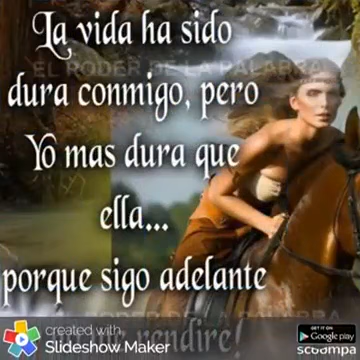 La vida ha sido
EL PODER DE LA PALABRA
dura conmigo, pero
Yo mas dura que
ella...
porque sigo adelante
rendire!
created with
Slideshow Maker
GET IT ON
Google play
scoompa